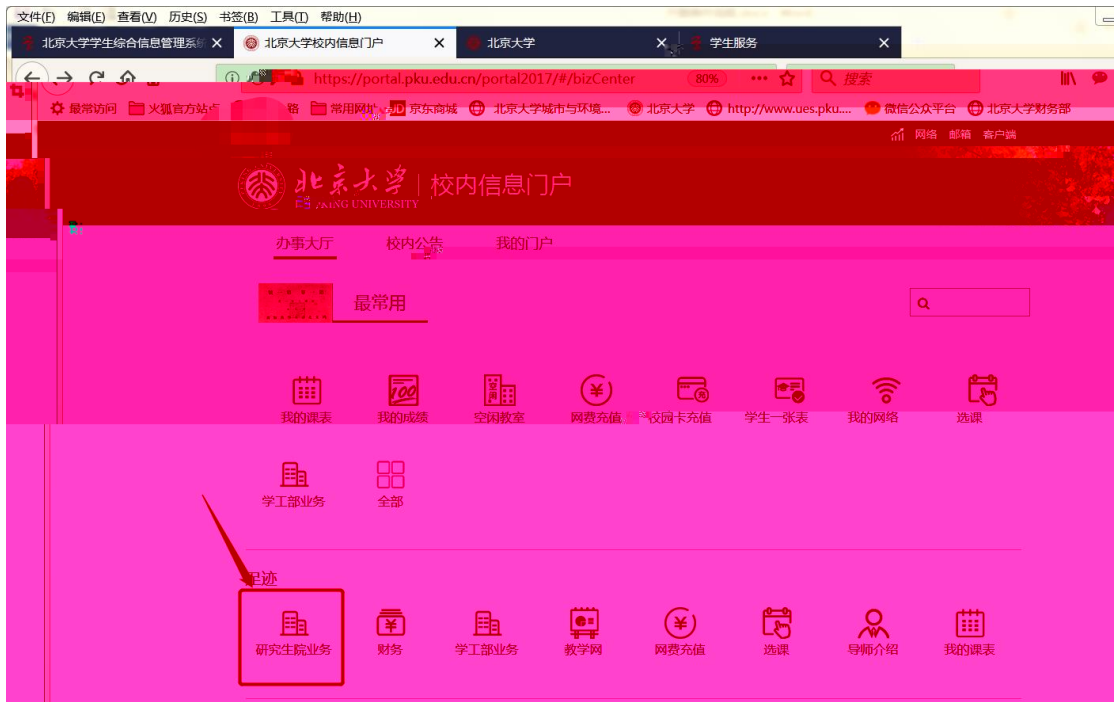 文件(F) 编辑(E) 查看(V) 历史(S) 书签(B) 工具(T) 帮助(H)
北京大学学生综合信息管理系统 北京大学校内信息门户 北京大学 学生服务
https://portal.pku.edu.cn/portal2017/#/bizCenter 80% 搜索
最常访问 火狐官方站点 常用网址 JD 京东商城 北京大学城市与环境... 北京大学 http://www.ues.pku.... 微信公众平台 北京大学财务部
网络 邮箱 客户端
北京大学 校内信息门户
PEKING UNIVERSITY
办事大厅 校内公告 我的门户
最常用
我的课表 我的成绩 空闲教室 网费充值 校园卡充值 学生一张表 我的网络 选课
学工部业务 全部
足迹
研究生院业务 财务 学工部业务 教学网 网费充值 选课 导师介绍 我的课表